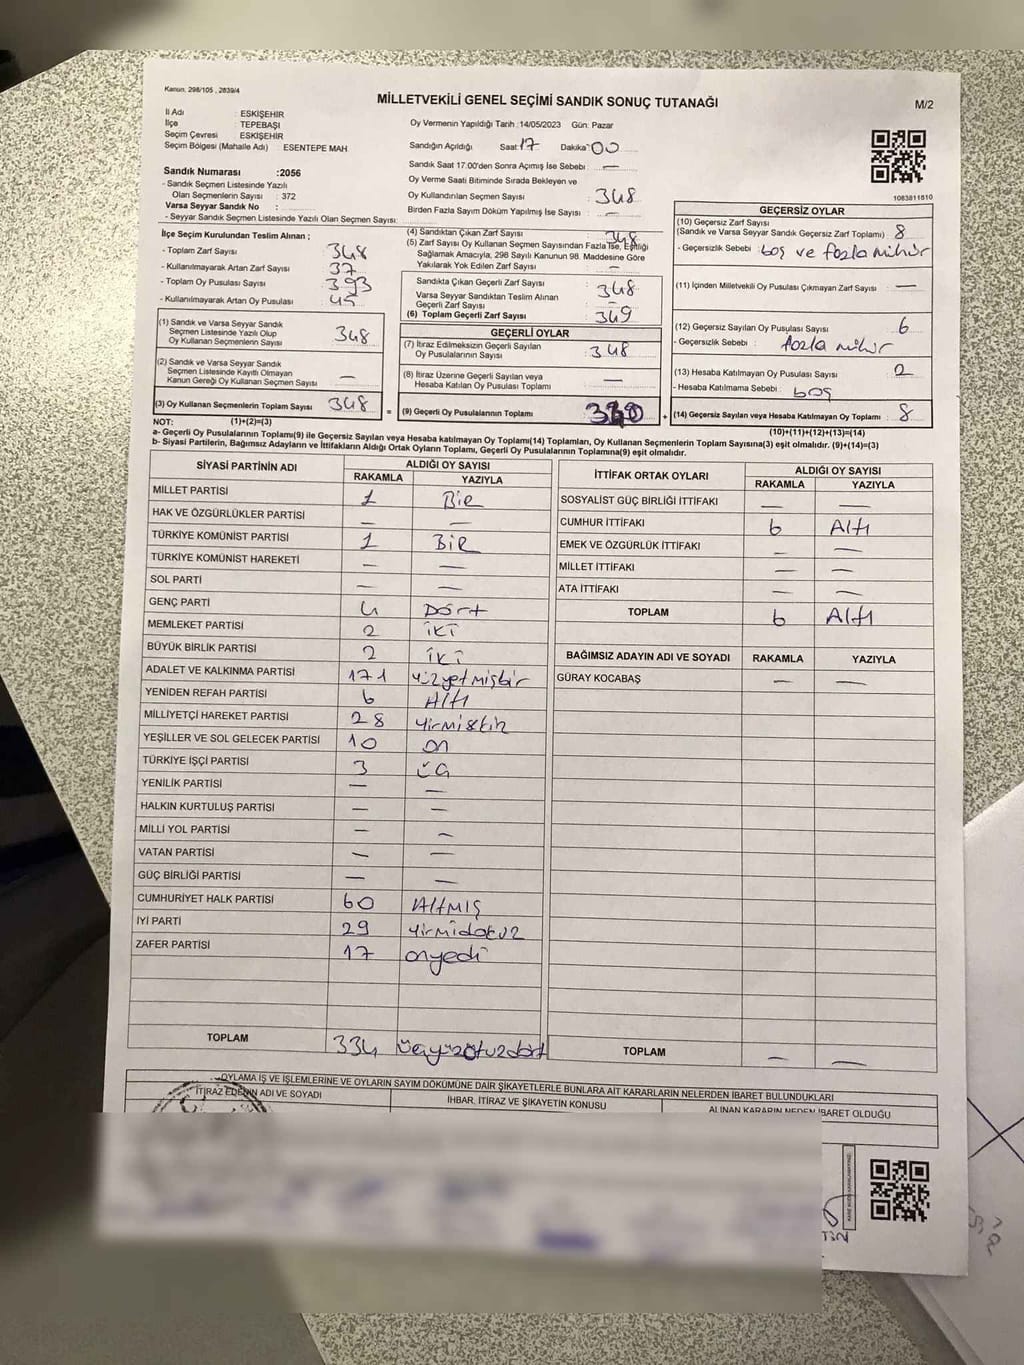 Kanun, 298/105 , 2839/4
MİLLETVEKİLİ GENEL SEÇİMİ SANDIK SONUÇ TUTANAĞI
M/2
İl Adı : ESKİŞEHİR
İlçe : TEPEBAŞI
Seçim Çevresi : ESKİŞEHİR
Seçim Bölgesi (Mahalle Adı) : ESENTEPE MAH.
Sandık Numarası :2056
- Sandık Seçmen Listesinde Yazılı
Olan Seçmenlerin Sayısı : 372
Varsa Seyyar Sandık No :
- Seyyar Sandık Seçmen Listesinde Yazılı Olan Seçmen Sayısı:
Oy Vermenin Yapıldığı Tarih :14/05/2023 Gün: Pazar
Sandığın Açıldığı Saat 17 Dakika 00
Sandık Saat 17:00'den Sonra Açımış İse Sebebi : —
Oy Verme Saati Bitiminde Sırada Bekleyen ve
Oy Kullandırılan Seçmen Sayısı : 348
Birden Fazla Sayım Döküm Yapılmış İse Sayısı : —
1083811810
İlçe Seçim Kurulundan Teslim Alınan ;
- Toplam Zarf Sayısı : 348
- Kullanılmayarak Artan Zarf Sayısı : 37
- Toplam Oy Pusulası Sayısı : 393
- Kullanılmayarak Artan Oy Pusulası : 45
(1) Sandık ve Varsa Seyyar Sandık
Seçmen Listesinde Yazılı Olup
Oy Kullanan Seçmenlerin Sayısı : 348
(2) Sandık ve Varsa Seyyar Sandık
Seçmen Listesinde Kayıtlı Olmayan
Kanun Gereği Oy Kullanan Seçmen Sayısı : —
(3) Oy Kullanan Seçmenlerin Toplam Sayısı : 348
(4) Sandıktan Çıkan Zarf Sayısı : 348
(5) Zarf Sayısı Oy Kullanan Seçmen Sayısından Fazla İse, Eşitliği
Sağlamak Amacıyla, 298 Sayılı Kanunun 98. Maddesine Göre
Yakılarak Yok Edilen Zarf Sayısı : —
Sandıkta Çıkan Geçerli Zarf Sayısı : 348
Varsa Seyyar Sandıktan Teslim Alınan
Geçerli Zarf Sayısı : —
(6) Toplam Geçerli Zarf Sayısı : 349
GEÇERLİ OYLAR
(7) İtiraz Edilmeksizin Geçerli Sayılan
Oy Pusulalarının Sayısı : 348
(8) İtiraz Üzerine Geçerli Sayılan veya
Hesaba Katılan Oy Pusulası Toplamı : —
= (9) Geçerli Oy Pusulalarının Toplamı :
GEÇERSİZ OYLAR
(10) Geçersiz Zarf Sayısı
(Sandık ve Varsa Seyyar Sandık Geçersiz Zarf Toplamı) : 8
- Geçersizlik Sebebi : boş ve fazla mühür
(11) İçinden Milletvekili Oy Pusulası Çıkmayan Zarf Sayısı : —
(12) Geçersiz Sayılan Oy Pusulası Sayısı : 6
- Geçersizlik Sebebi : fazla mühür
(13) Hesaba Katılmayan Oy Pusulası Sayısı : 2
- Hesaba Katılmama Sebebi : boş
+ (14) Geçersiz Sayılan veya Hesaba Katılmayan Oy Toplamı : 8
NOT: (1)+(2)=(3)
(10)+(11)+(12)+(13)=(14)
a- Geçerli Oy Pusulalarının Toplamı(9) ile Geçersiz Sayılan veya Hesaba katılmayan Oy Toplamı(14) Toplamları, Oy Kullanan Seçmenlerin Toplam Sayısına(3) eşit olmalıdır. (9)+(14)=(3)
b- Siyasi Partilerin, Bağımsız Adayların ve İttifakların Aldığı Ortak Oyların Toplamı, Geçerli Oy Pusulalarının Toplamına(9) eşit olmalıdır.
SİYASİ PARTİNİN ADI ALDIĞI OY SAYISI
RAKAMLA YAZIYLA
MİLLET PARTİSİ 1 Bir
HAK VE ÖZGÜRLÜKLER PARTİSİ — —
TÜRKİYE KOMÜNİST PARTİSİ 1 BiR
TÜRKİYE KOMÜNİST HAREKETİ — —
SOL PARTİ — —
GENÇ PARTİ 4 Dört
MEMLEKET PARTİSİ 2 iki
BÜYÜK BİRLİK PARTİSİ 2 iki
ADALET VE KALKINMA PARTİSİ 171 yüzyetmişbir
YENİDEN REFAH PARTİSİ 6 Altı
MİLLİYETÇİ HAREKET PARTİSİ 28 yirmisekiz
YEŞİLLER VE SOL GELECEK PARTİSİ 10 on
TÜRKİYE İŞÇİ PARTİSİ 3 üç
YENİLİK PARTİSİ — —
HALKIN KURTULUŞ PARTİSİ — —
MİLLİ YOL PARTİSİ — —
VATAN PARTİSİ — —
GÜÇ BİRLİĞİ PARTİSİ — —
CUMHURİYET HALK PARTİSİ 60 Altmış
İYİ PARTİ 29 yirmidokuz
ZAFER PARTİSİ 17 onyedi
TOPLAM 334 üçyüzotuzdört
İTTİFAK ORTAK OYLARI ALDIĞI OY SAYISI
RAKAMLA YAZIYLA
SOSYALİST GÜÇ BİRLİĞİ İTTİFAKI — —
CUMHUR İTTİFAKI 6 Altı
EMEK VE ÖZGÜRLÜK İTTİFAKI — —
MİLLET İTTİFAKI — —
ATA İTTİFAKI — —
TOPLAM 6 Altı
BAĞIMSIZ ADAYIN ADI VE SOYADI RAKAMLA YAZIYLA
GÜRAY KOCABAŞ — —
TOPLAM — —
OYLAMA İŞ VE İŞLEMLERİNE VE OYLARIN SAYIM DÖKÜMÜNE DAİR ŞİKAYETLERLE BUNLARA AİT KARARLARIN NELERDEN İBARET BULUNDUKLARI
İTİRAZ EDENİN ADI VE SOYADI İHBAR, İTİRAZ VE ŞİKAYETİN KONUSU ALINAN KARARIN NEDEN İBARET OLDUĞU